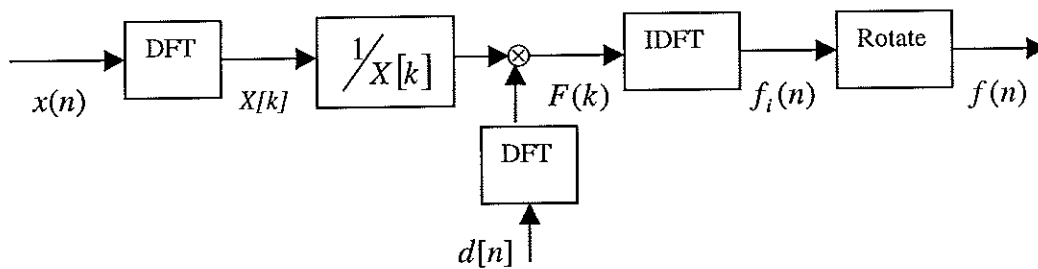 x(n)
DFT
X[k]
1/X[k]
⊗
DFT
d[n]
F(k)
IDFT
f_i(n)
Rotate
f(n)